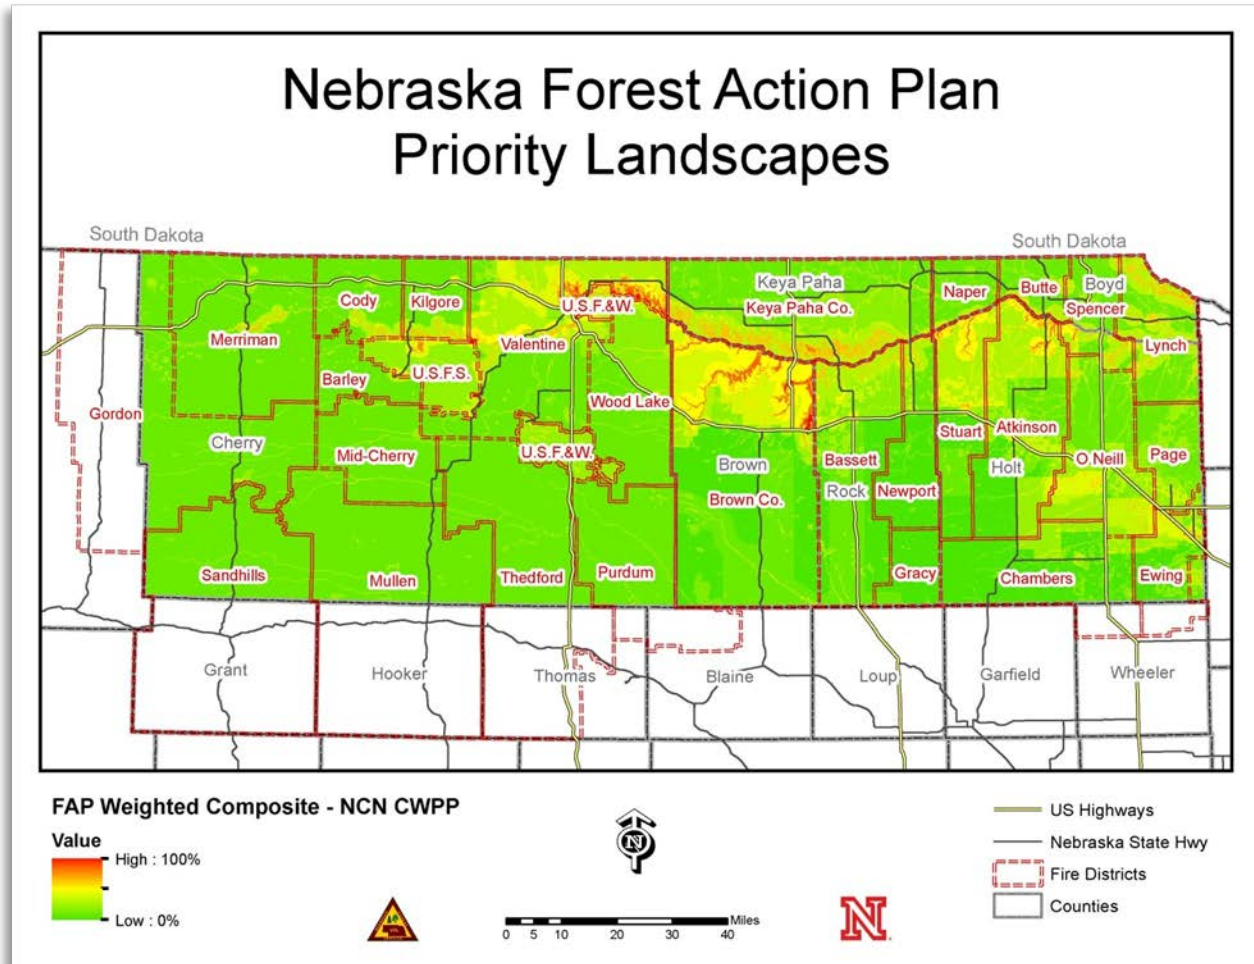 Nebraska Forest Action Plan
Priority Landscapes
South Dakota
South Dakota
Keya Paha
Boyd
Cody
Kilgore
U.S.F.&W.
Keya Paha Co.
Naper
Butte
Spencer
Merriman
Valentine
Lynch
Barley
U.S.F.S.
Gordon
Wood Lake
Cherry
Mid-Cherry
U.S.F.&W.
Brown
Brown Co.
Bassett
Rock
Newport
Stuart
Atkinson
Holt
O Neill
Page
Sandhills
Mullen
Thedford
Purdum
Gracy
Chambers
Ewing
Grant
Hooker
Thomas
Blaine
Loup
Garfield
Wheeler
FAP Weighted Composite - NCN CWPP
Value
High : 100%
Low : 0%
N
Miles
0 5 10 20 30 40
N
US Highways
Nebraska State Hwy
Fire Districts
Counties